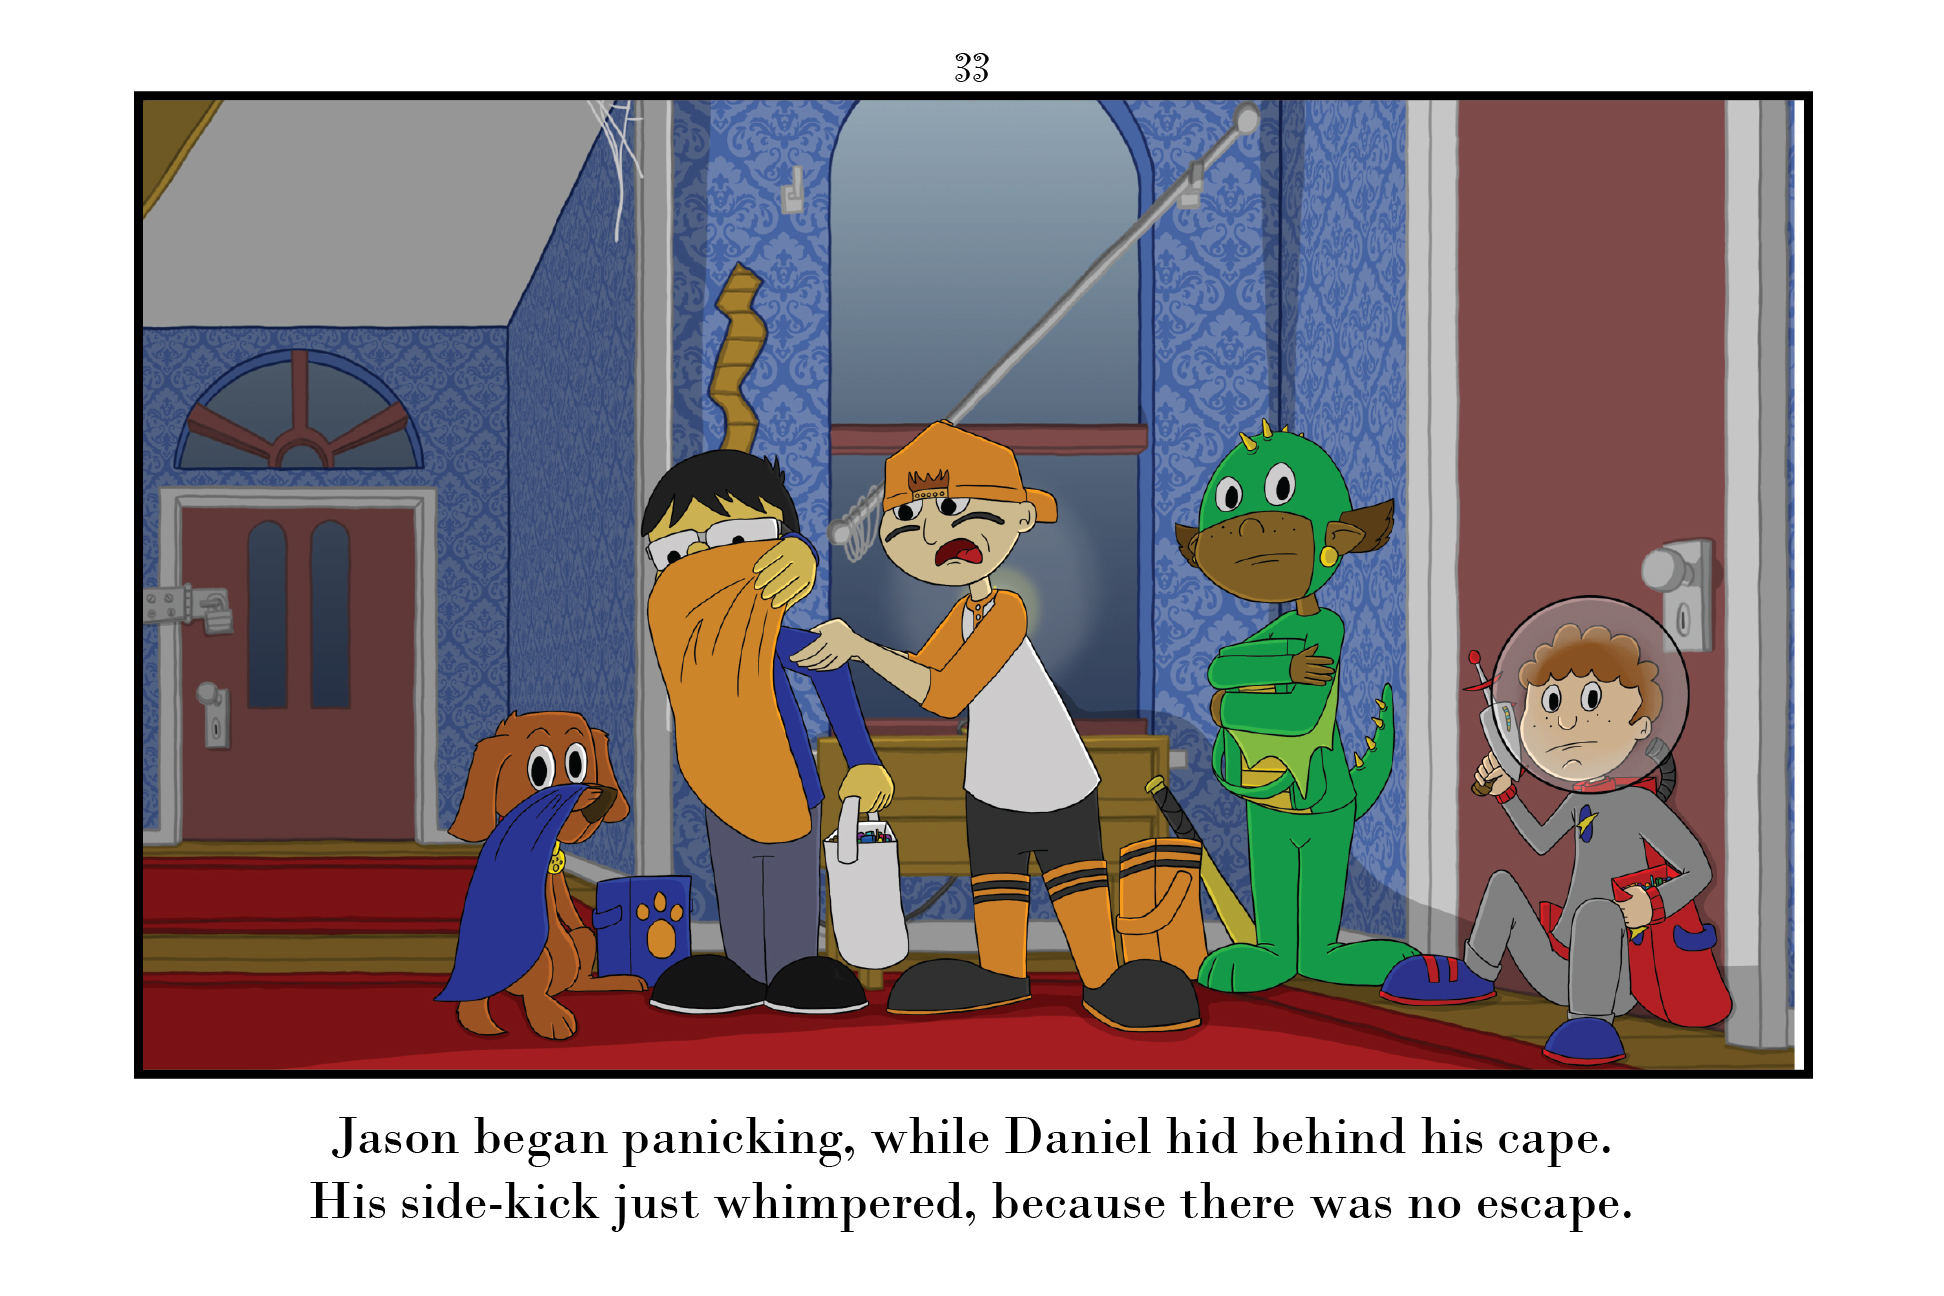 33
Jason began panicking, while Daniel hid behind his cape.
His side-kick just whimpered, because there was no escape.